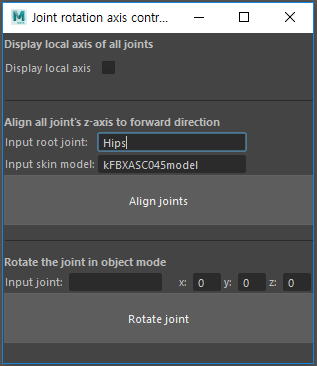 Joint rotation axis contr...
Display local axis of all joints
Display local axis
Align all joint's z-axis to forward direction
Input root joint: Hips
Input skin model: kFBXASC045model
Align joints
Rotate the joint in object mode
Input joint: x: 0 y: 0 z: 0
Rotate joint